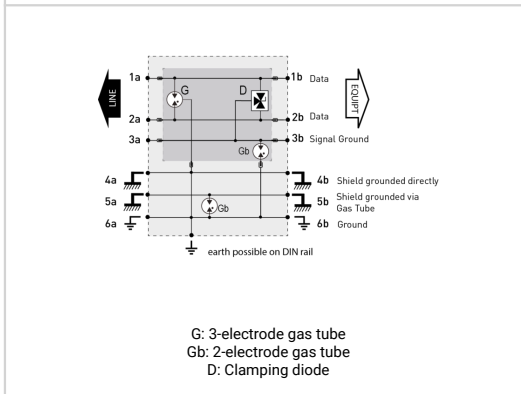 1a
G
D
1b Data
LINE
EQUIPT
2a
2b Data
3a
3b Signal Ground
Gb
4a
4b Shield grounded directly
5a
Gb
5b Shield grounded via
Gas Tube
6a
6b Ground
earth possible on DIN rail
G: 3-electrode gas tube
Gb: 2-electrode gas tube
D: Clamping diode